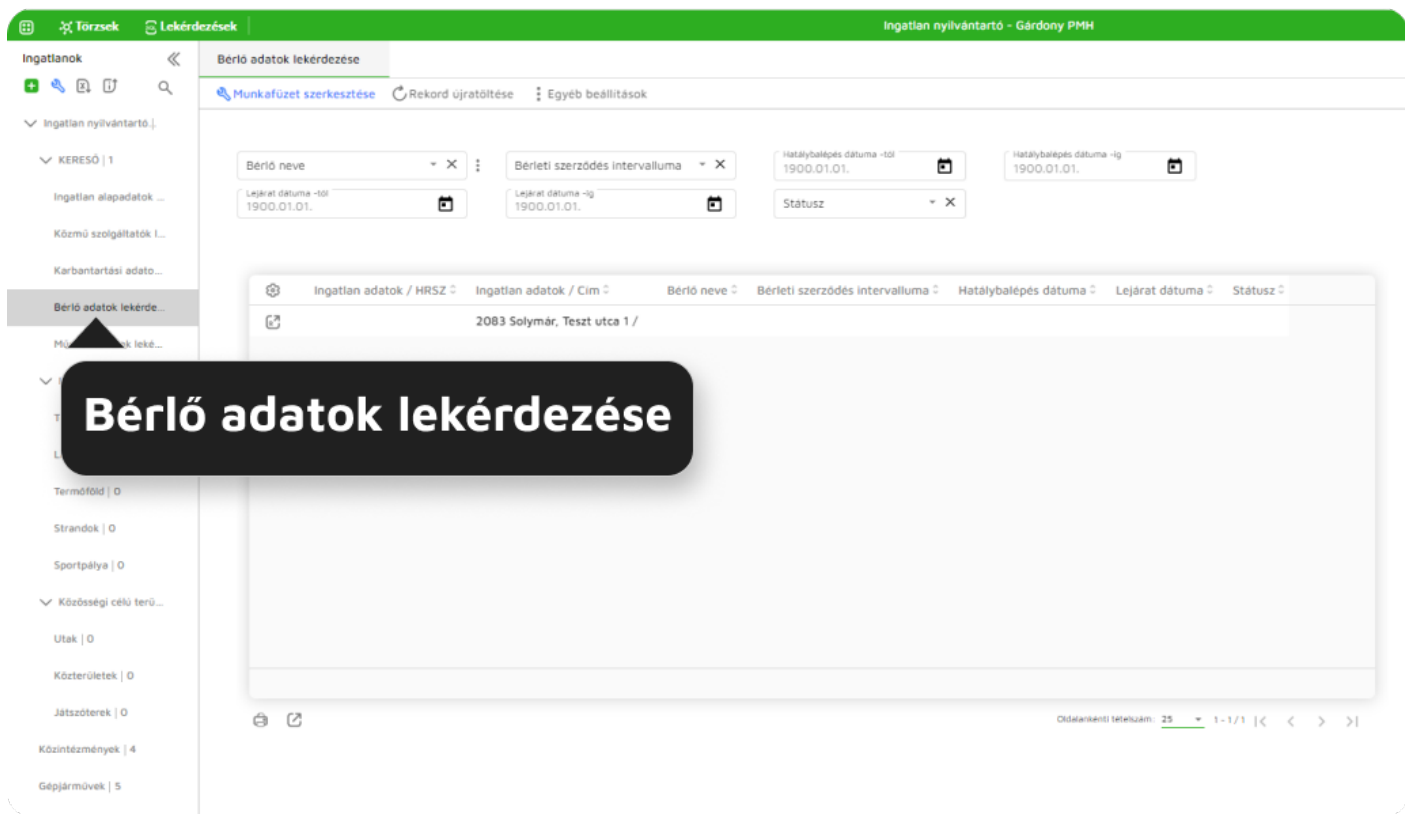 Törzsek Lekérdezések Ingatlan nyilvántartó - Gárdony PMH
Ingatlanok
Bérlő adatok lekérdezése
Munkafüzet szerkesztése Rekord újratöltése Egyéb beállítások
Ingatlan nyilvántartó
KERESŐ | 1
Ingatlan alapadatok ...
Közmű szolgáltatók l...
Karbantartási adato...
Bérlő adatok lekérde...
leké...
Termőföld | 0
Strandok | 0
Sportpálya | 0
Közösségi célú terü...
Utak | 0
Közterületek | 0
Játszóterek | 0
Közintézmények | 4
Gépjárművek | 5
Bérlő neve
Bérleti szerződés intervalluma
Hatálybalépés dátuma -tól
1900.01.01.
Hatálybalépés dátuma -ig
1900.01.01.
Lejárat dátuma -tól
1900.01.01.
Lejárat dátuma -ig
1900.01.01.
Státusz
Ingatlan adatok / HRSZ Ingatlan adatok / Cím Bérlő neve Bérleti szerződés intervalluma Hatálybalépés dátuma Lejárat dátuma Státusz
2083 Solymár, Teszt utca 1 /
Bérlő adatok lekérdezése
Oldalankénti tételszám: 25 1-1/1